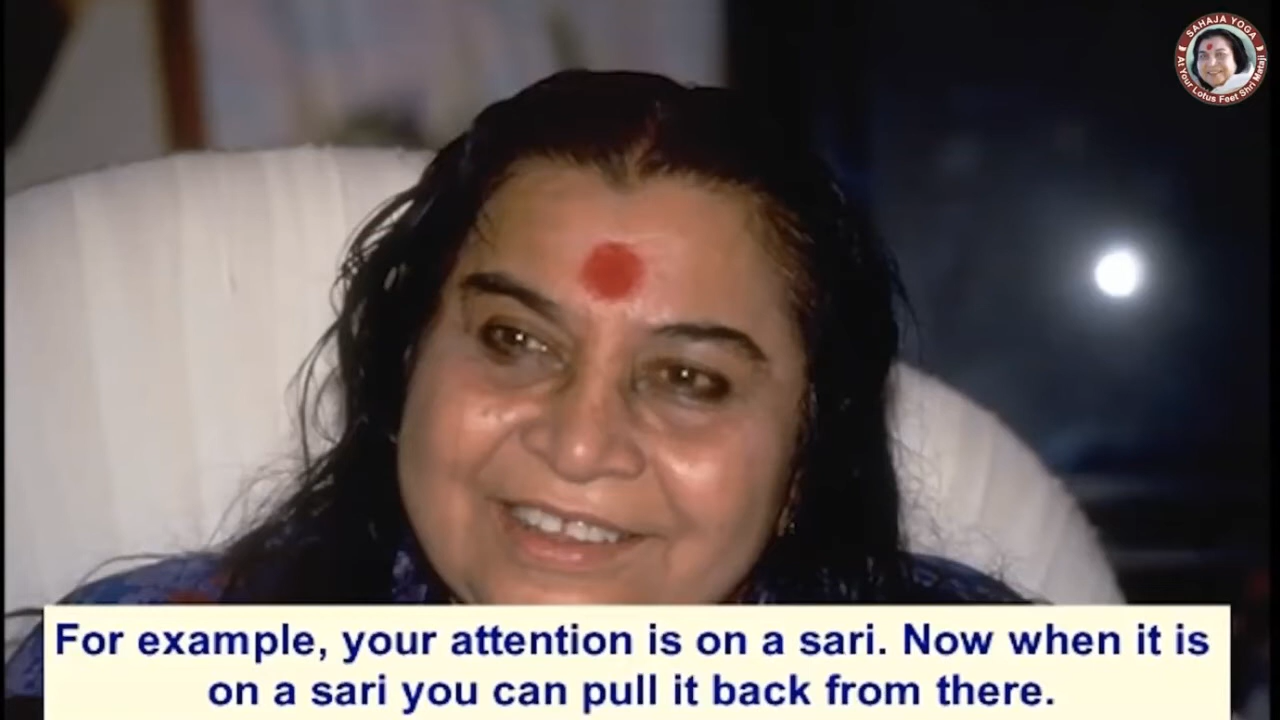 SAHAJA YOGA
At Your Lotus Feet Shri Mataji
For example, your attention is on a sari. Now when it is
on a sari you can pull it back from there.